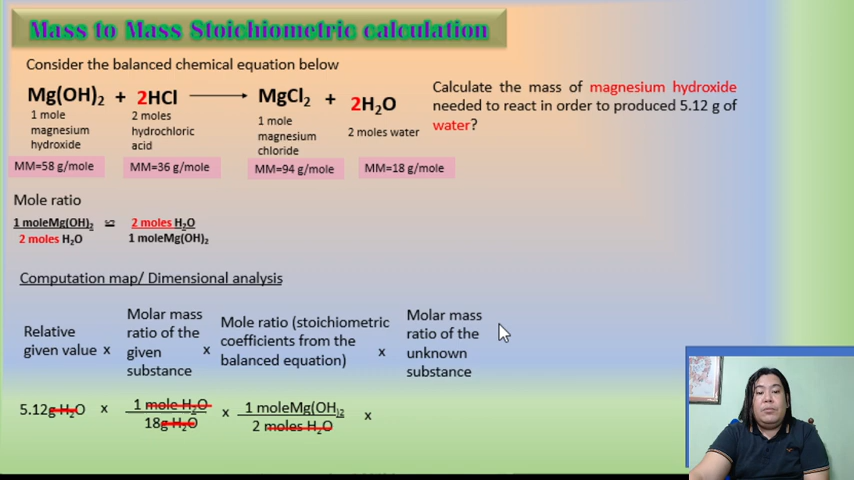 Mass to Mass Stoichiometric calculation
Consider the balanced chemical equation below
Mg(OH)₂ + 2HCl ⟶ MgCl₂ + 2H₂O
1 mole magnesium hydroxide
2 moles hydrochloric acid
1 mole magnesium chloride
2 moles water
MM=58 g/mole
MM=36 g/mole
MM=94 g/mole
MM=18 g/mole
Calculate the mass of magnesium hydroxide
needed to react in order to produced 5.12 g of
water?
Mole ratio
1 moleMg(OH)₂ ≌ 2 moles H₂O
2 moles H₂O 1 moleMg(OH)₂
Computation map/ Dimensional analysis
Relative
given value x
Molar mass
ratio of the
given
substance
x
Mole ratio (stoichiometric
coefficients from the
balanced equation)
x
Molar mass
ratio of the
unknown
substance
5.12g H₂O x 1 mole H₂O x 1 moleMg(OH)₂ x
18g H₂O 2 moles H₂O